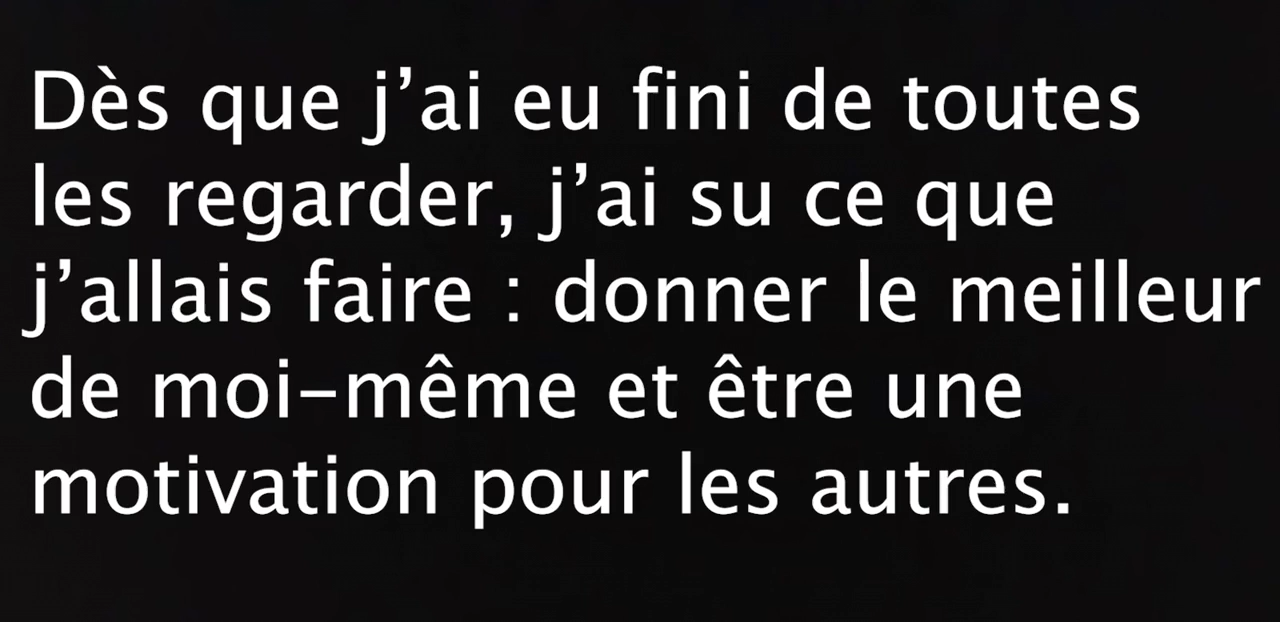 Dès que j’ai eu fini de toutes
les regarder, j’ai su ce que
j’allais faire : donner le meilleur
de moi-même et être une
motivation pour les autres.